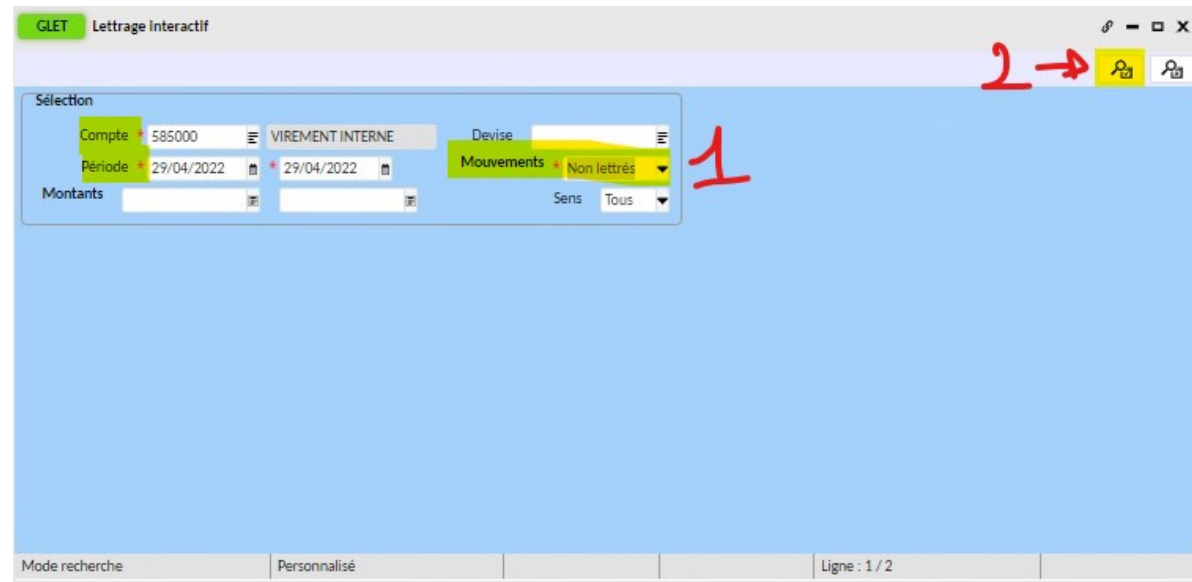 GLET Lettrage Interactif
2
Sélection
Compte * 585000 VIREMENT INTERNE Devise
Période * 29/04/2022 * 29/04/2022 Mouvements * Non lettrés
1
Montants Sens Tous
Mode recherche Personnalisé Ligne : 1 / 2